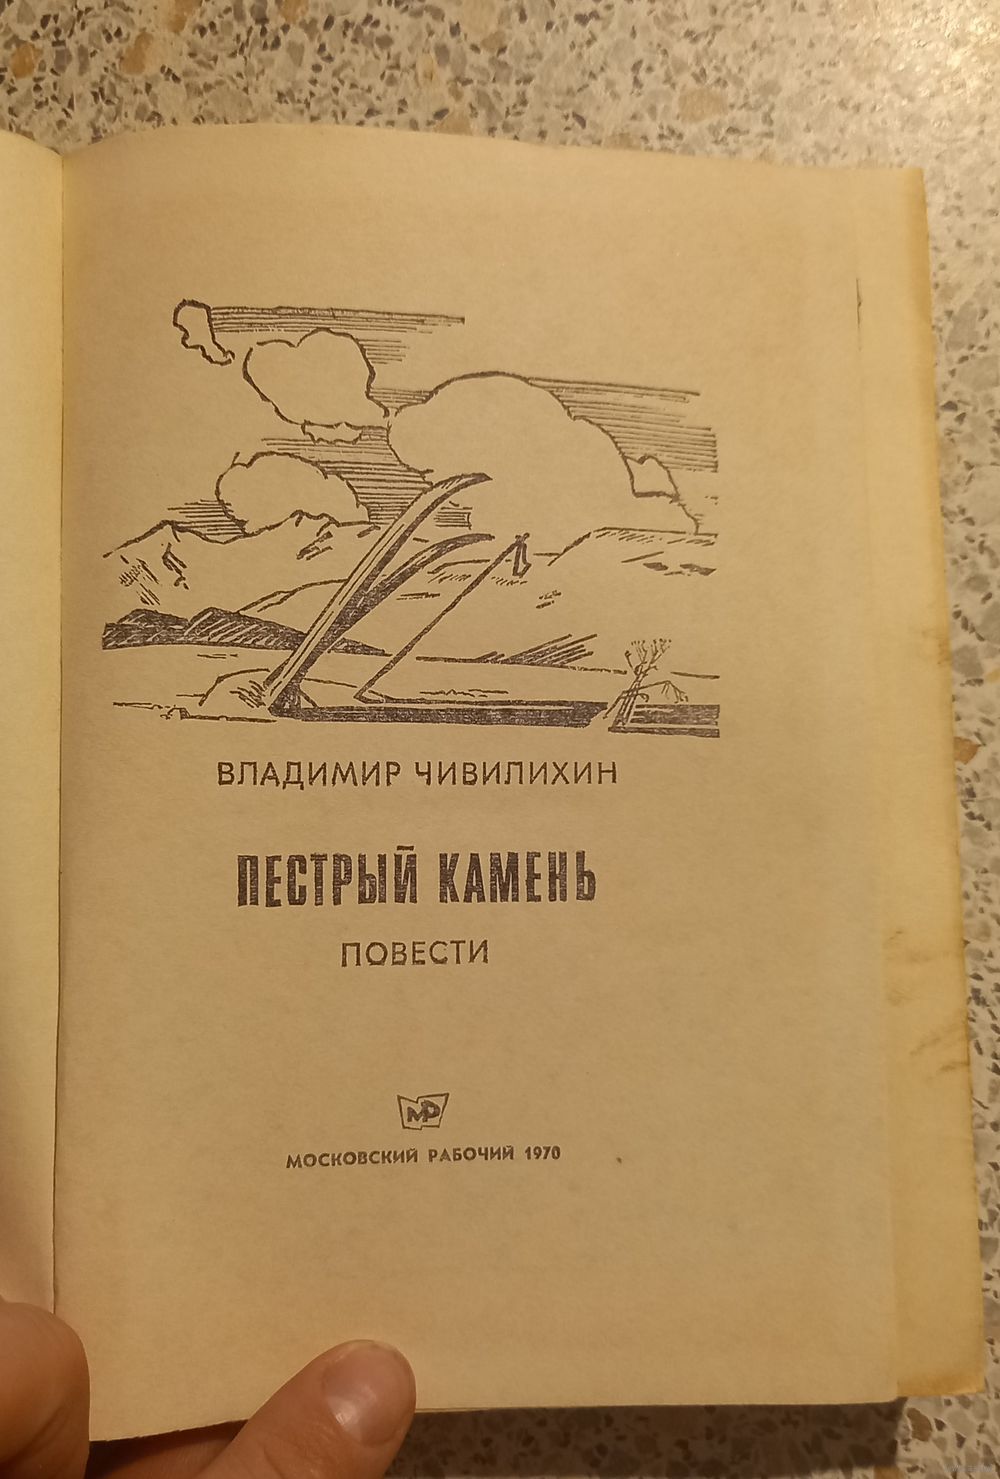 ВЛАДИМИР ЧИВИЛИХИН
ПЕСТРЫЙ КАМЕНЬ
ПОВЕСТИ
МР
МОСКОВСКИЙ РАБОЧИЙ 1970